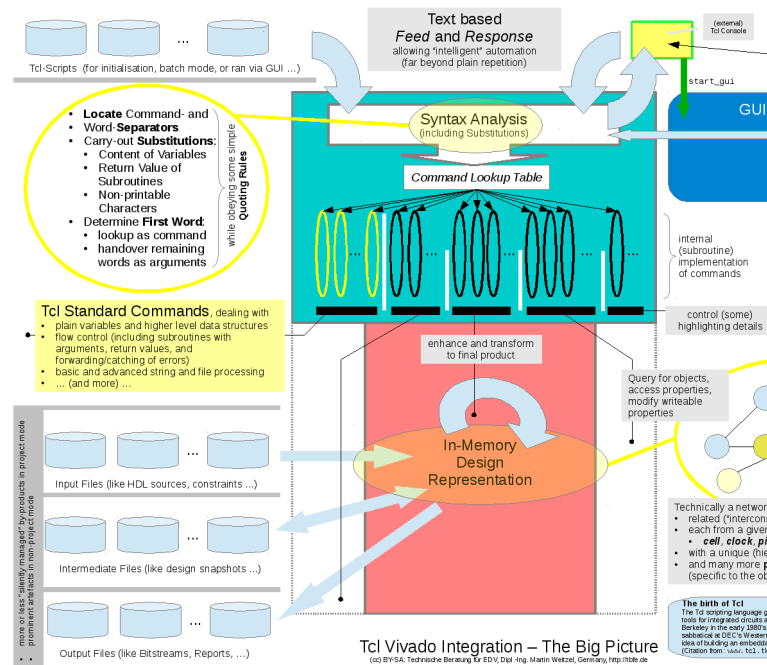 Text based
Feed and Response
allowing "intelligent" automation
(far beyond plain repetition)
(external)
Tcl Console
start_gui
GUI
Tcl-Scripts (for initialisation, batch mode, or ran via GUI ...)
Syntax Analysis
(including Substitutions)
Command Lookup Table
• Locate Command- and
• Word-Separators
• Carry-out Substitutions:
• Content of Variables
• Return Value of
Subroutines
• Non-printable
Characters
• Determine First Word:
• lookup as command
• handover remaining
words as arguments
while obeying some simple
Quoting Rules
... ... ... ...
internal
(subroutine)
implementation
of commands
Tcl Standard Commands, dealing with
• plain variables and higher level data structures
• flow control (including subroutines with
arguments, return values, and
forwarding/catching of errors)
• basic and advanced string and file processing
• ... (and more) ...
control (some)
highlighting details
enhance and transform
to final product
Query for objects,
access properties,
modify writeable
properties
In-Memory
Design
Representation
more or less "silently managed" by-products in project mode
prominent artefacts in non-project mode
Input Files (like HDL sources, constraints ...)
Intermediate Files (like design snapshots ...)
Output Files (like Bitstreams, Reports, ...)
Technically a netwo
• related ("interconn
• each from a give
• cell, clock, pi
• with a unique (hie
• and many more p
(specific to the ob
The birth of Tcl
The Tcl scripting language g
tools for integrated circuits a
Berkeley in the early 1980's
sabbatical at DEC's Western
idea of building an embedda
(Citation from: www.tcl.tk
Tcl Vivado Integration – The Big Picture
(cc) BY-SA: Technische Beratung für EDV, Dipl.-Ing. Martin Weitzel, Germany, http://tbfe.de